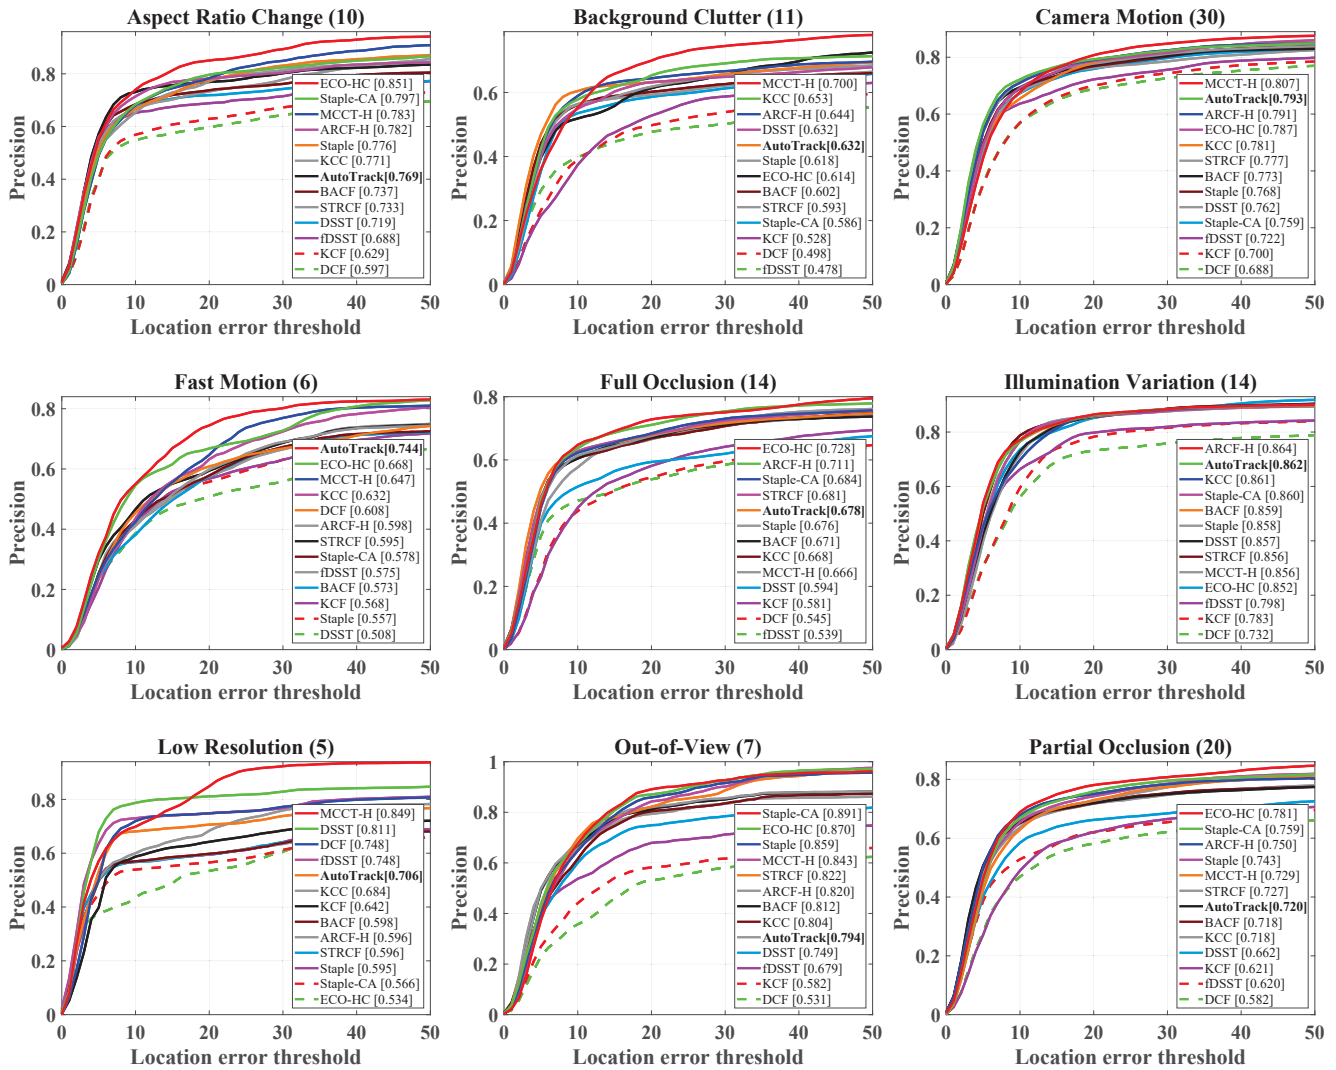 Aspect Ratio Change (10)
Precision
0.8
0.6
0.4
0.2
0
ECO-HC [0.851]
Staple-CA [0.797]
MCCT-H [0.783]
ARCF-H [0.782]
Staple [0.776]
KCC [0.771]
AutoTrack[0.769]
BACF [0.737]
STRCF [0.733]
DSST [0.719]
fDSST [0.688]
KCF [0.629]
DCF [0.597]
0 10 20 30 40 50
Location error threshold
Background Clutter (11)
Precision
0.6
0.4
0.2
0
MCCT-H [0.700]
KCC [0.653]
ARCF-H [0.644]
DSST [0.632]
AutoTrack[0.632]
Staple [0.618]
ECO-HC [0.614]
BACF [0.602]
STRCF [0.593]
Staple-CA [0.586]
KCF [0.528]
DCF [0.498]
fDSST [0.478]
0 10 20 30 40 50
Location error threshold
Camera Motion (30)
Precision
0.8
0.6
0.4
0.2
0
MCCT-H [0.807]
AutoTrack[0.793]
ARCF-H [0.791]
ECO-HC [0.787]
KCC [0.781]
STRCF [0.777]
BACF [0.773]
Staple [0.768]
DSST [0.762]
Staple-CA [0.759]
fDSST [0.722]
KCF [0.700]
DCF [0.688]
0 10 20 30 40 50
Location error threshold
Fast Motion (6)
Precision
0.8
0.6
0.4
0.2
0
AutoTrack[0.744]
ECO-HC [0.668]
MCCT-H [0.647]
KCC [0.632]
DCF [0.608]
ARCF-H [0.598]
STRCF [0.595]
Staple-CA [0.578]
fDSST [0.575]
BACF [0.573]
KCF [0.568]
Staple [0.557]
DSST [0.508]
0 10 20 30 40 50
Location error threshold
Full Occlusion (14)
Precision
0.8
0.6
0.4
0.2
0
ECO-HC [0.728]
ARCF-H [0.711]
Staple-CA [0.684]
STRCF [0.681]
AutoTrack[0.678]
Staple [0.676]
BACF [0.671]
KCC [0.668]
MCCT-H [0.666]
DSST [0.594]
KCF [0.581]
DCF [0.545]
fDSST [0.539]
0 10 20 30 40 50
Location error threshold
Illumination Variation (14)
Precision
0.8
0.6
0.4
0.2
0
ARCF-H [0.864]
AutoTrack[0.862]
KCC [0.861]
Staple-CA [0.860]
BACF [0.859]
Staple [0.858]
DSST [0.857]
STRCF [0.856]
MCCT-H [0.856]
ECO-HC [0.852]
fDSST [0.798]
KCF [0.783]
DCF [0.732]
0 10 20 30 40 50
Location error threshold
Low Resolution (5)
Precision
0.8
0.6
0.4
0.2
0
MCCT-H [0.849]
DSST [0.811]
DCF [0.748]
fDSST [0.748]
AutoTrack[0.706]
KCC [0.684]
KCF [0.642]
BACF [0.598]
ARCF-H [0.596]
STRCF [0.596]
Staple [0.595]
Staple-CA [0.566]
ECO-HC [0.534]
0 10 20 30 40 50
Location error threshold
Out-of-View (7)
Precision
1
0.8
0.6
0.4
0.2
0
Staple-CA [0.891]
ECO-HC [0.870]
Staple [0.859]
MCCT-H [0.843]
STRCF [0.822]
ARCF-H [0.820]
BACF [0.812]
KCC [0.804]
AutoTrack[0.794]
DSST [0.749]
fDSST [0.679]
KCF [0.582]
DCF [0.531]
0 10 20 30 40 50
Location error threshold
Partial Occlusion (20)
Precision
0.8
0.6
0.4
0.2
0
ECO-HC [0.781]
Staple-CA [0.759]
ARCF-H [0.750]
Staple [0.743]
MCCT-H [0.729]
STRCF [0.727]
AutoTrack[0.720]
BACF [0.718]
KCC [0.718]
DSST [0.662]
KCF [0.621]
fDSST [0.620]
DCF [0.582]
0 10 20 30 40 50
Location error threshold